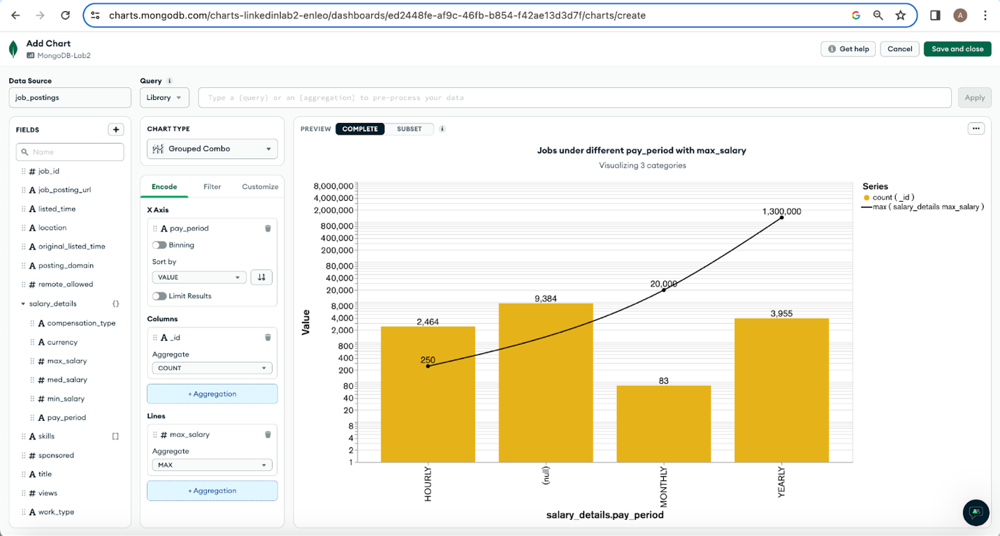 charts.mongodb.com/charts-linkedinlab2-enleo/dashboards/ed2448fe-af9c-46fb-b854-f42ae13d3d7f/charts/create
A
Add Chart
MongoDB-Lab2
Get help
Cancel
Save and close
Data Source
job_postings
Query
Library
Type a {query} or an [aggregation] to pre-process your data
Apply
FIELDS
+
Name
# job_id
A job_posting_url
A listed_time
A location
A original_listed_time
A posting_domain
# remote_allowed
salary_details {}
A compensation_type
A currency
# max_salary
# med_salary
# min_salary
A pay_period
A skills []
# sponsored
A title
# views
A work_type
CHART TYPE
Grouped Combo
Encode
Filter
Customize
X Axis
A pay_period
Binning
Sort by
VALUE
Limit Results
Columns
A _id
Aggregate
COUNT
+ Aggregation
Lines
# max_salary
Aggregate
MAX
+ Aggregation
PREVIEW
COMPLETE
SUBSET
Jobs under different pay_period with max_salary
Visualizing 3 categories
8,000,000
4,000,000
2,000,000
800,000
400,000
200,000
80,000
40,000
20,000
8,000
4,000
2,000
800
400
200
80
40
20
8
4
2
1
Value
2,464
250
9,384
20,000
83
1,300,000
3,955
HOURLY
(null)
MONTHLY
YEARLY
salary_details.pay_period
Series
count ( _id )
max ( salary_details max_salary )